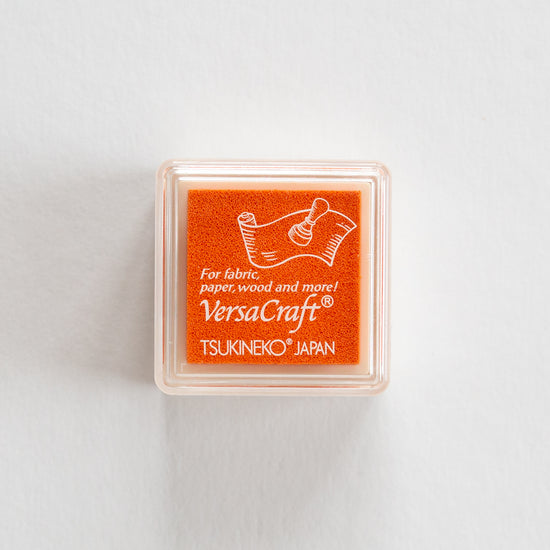 For fabric,
paper, wood and more!
VersaCraft®
TSUKINEKO® JAPAN